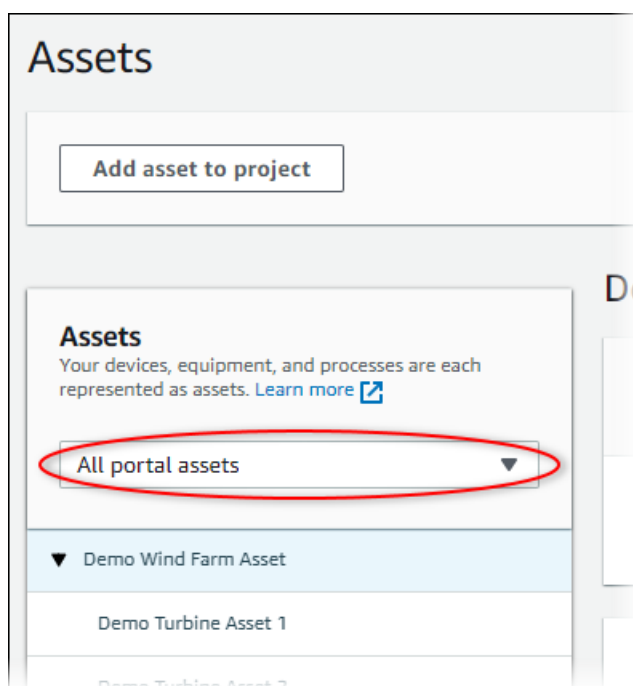 Assets
Add asset to project
Assets
Your devices, equipment, and processes are each
represented as assets. Learn more
All portal assets
Demo Wind Farm Asset
Demo Turbine Asset 1